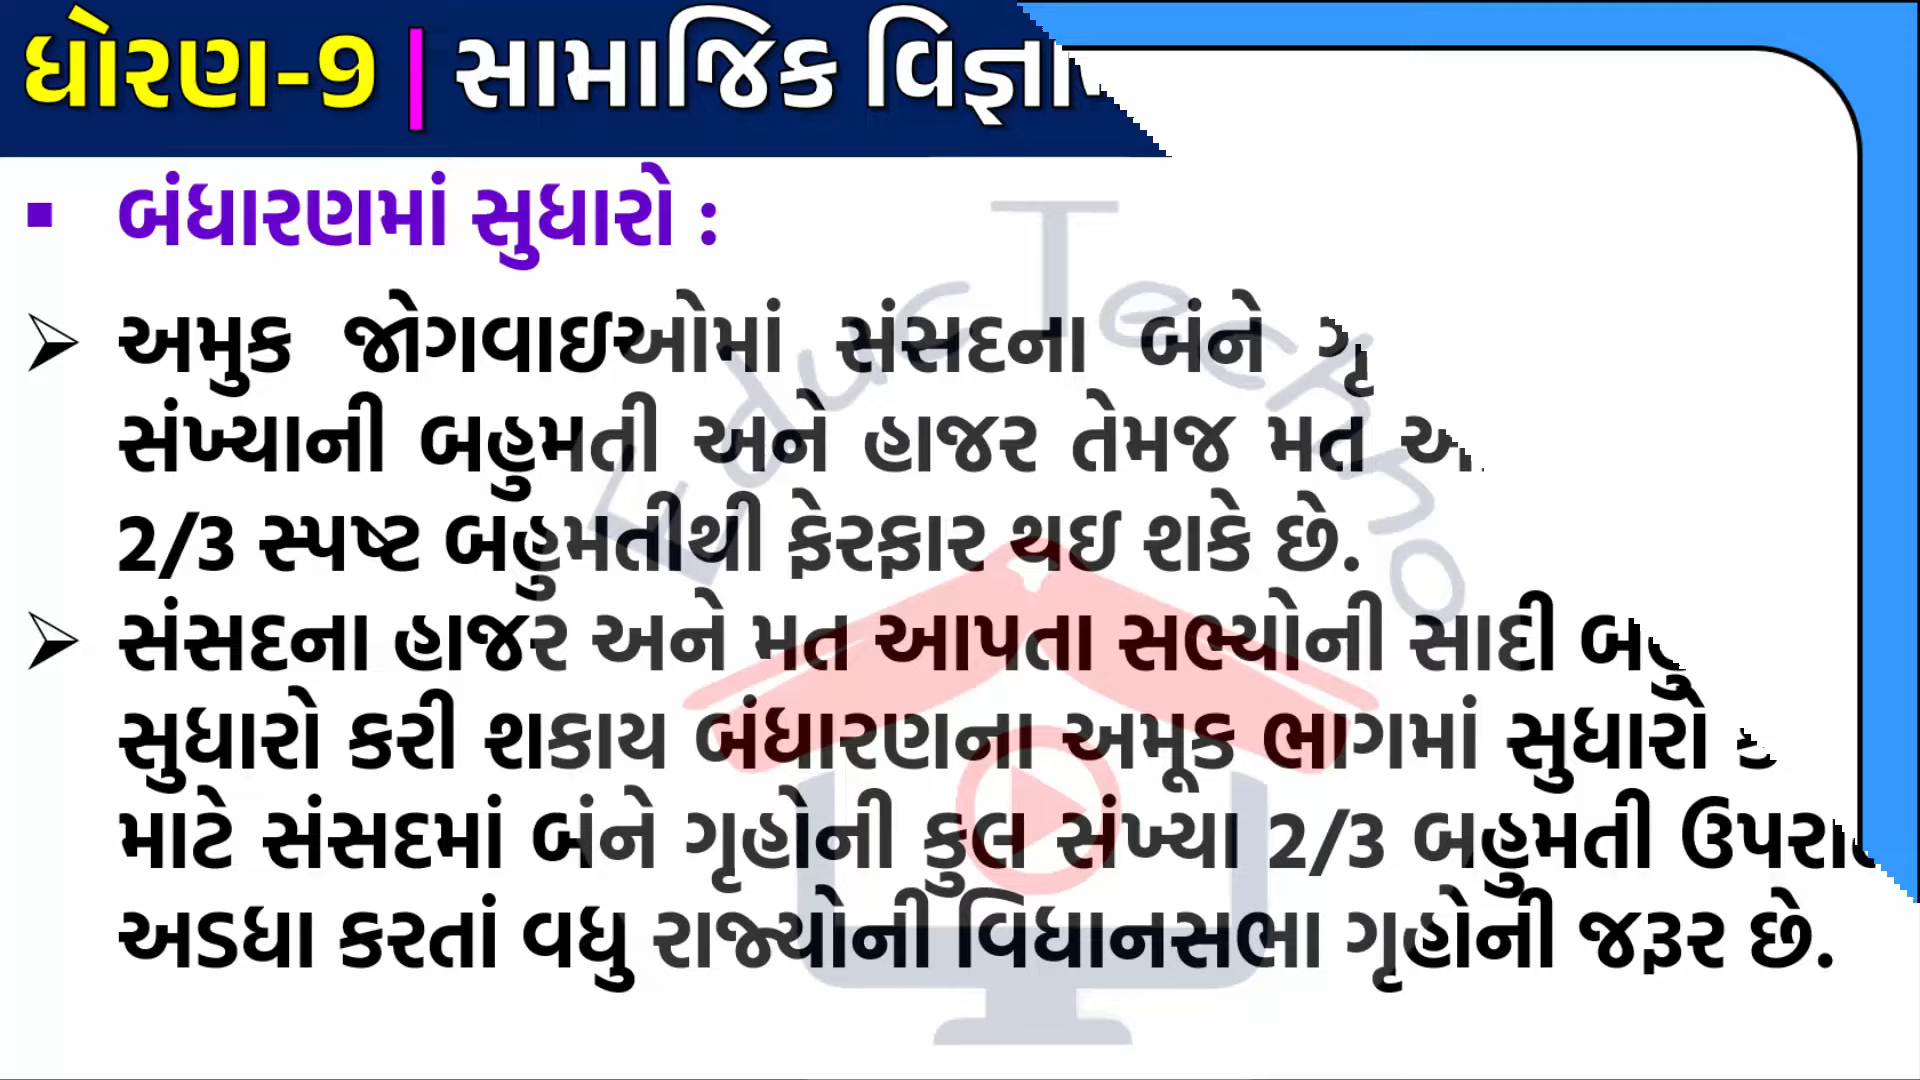 ધોરણ-9 | સામાજિક
બંધારણમાં સુધારો :
અમુક જોગવાઇઓમાં સંસદના બંને
સંખ્યાની બહુમતી અને હાજર તેમજ મત
2/3 સ્પષ્ટ બહુમતીથી ફેરફાર થઇ શકે છે.
સંસદના હાજર અને મત આપતા સભ્યોની સાદી
સુધારો કરી શકાય બંધારણના અમૂક ભાગમાં સુધારો
માટે સંસદમાં બંને ગૃહોની કુલ સંખ્યા 2/3 બહુમતી
અડધા કરતાં વધુ રાજ્યોની વિધાનસભા ગૃહોની જરૂર છે.
EducTechno